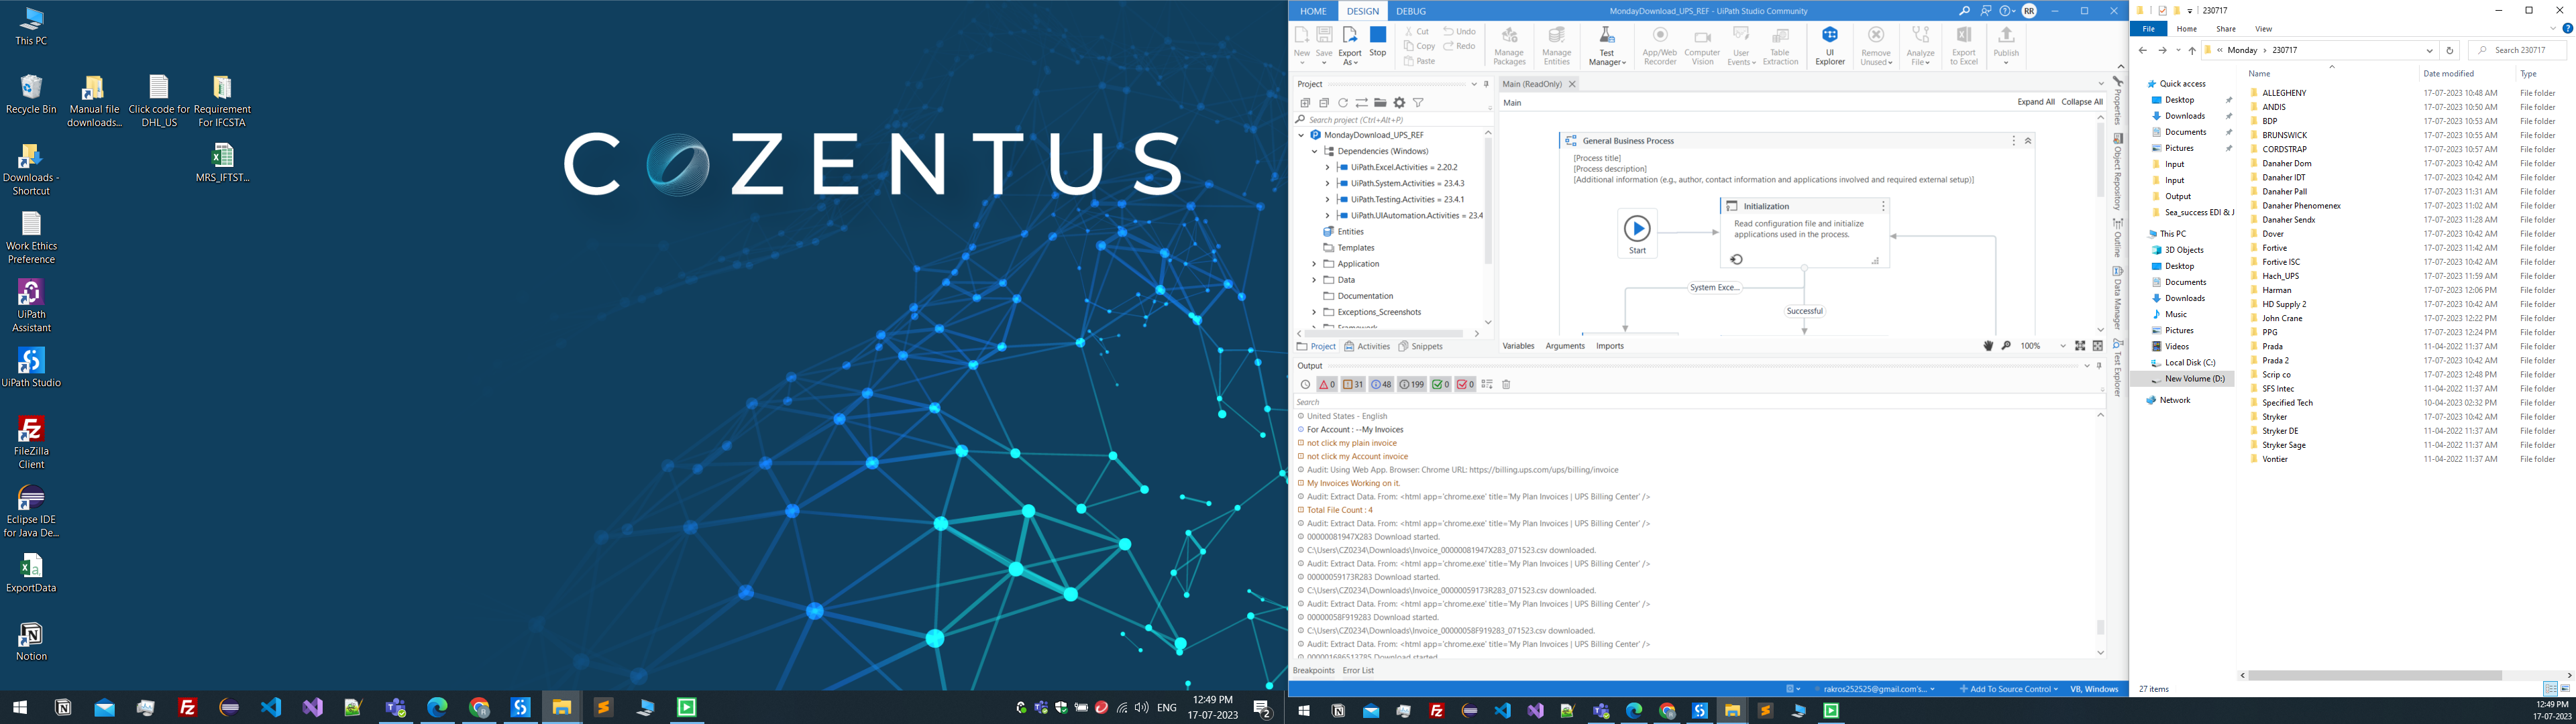 This PC
Recycle Bin
Manual file
downloads...
Click code for
DHL_US
Requirement
For IFCSTA
Downloads -
Shortcut
MRS_IFTST...
Work Ethics
Preference
UiPath
Assistant
UiPath Studio
FileZilla
Client
Eclipse IDE
for Java De...
ExportData
Notion
COZENTUS
ENG
12:49 PM
17-07-2023
2
HOME
DESIGN
DEBUG
MondayDownload_UPS_REF - UiPath Studio Community
RR
New
Save
Export
As
Stop
Cut
Copy
Paste
Undo
Redo
Manage
Packages
Manage
Entities
Test
Manager
App/Web
Recorder
Computer
Vision
User
Events
Table
Extraction
UI
Explorer
Remove
Unused
Analyze
File
Export
to Excel
Publish
Project
Search project (Ctrl+Alt+P)
MondayDownload_UPS_REF
Dependencies (Windows)
UiPath.Excel.Activities = 2.20.2
UiPath.System.Activities = 23.4.3
UiPath.Testing.Activities = 23.4.1
UiPath.UIAutomation.Activities = 23.4
Entities
Templates
Application
Data
Documentation
Exceptions_Screenshots
Framework
Project
Activities
Snippets
Main (ReadOnly)
Main
Expand All
Collapse All
General Business Process
[Process title]
[Process description]
[Additional information (e.g., author, contact information and applications involved and required external setup)]
Start
Initialization
Read configuration file and initialize
applications used in the process.
System Exce...
Successful
Variables
Arguments
Imports
100%
Properties
Object Repository
Outline
Data Manager
Test Explorer
Output
0
31
48
199
0
0
Search
United States - English
For Account : --My Invoices
not click my plain invoice
not click my Account invoice
Audit: Using Web App. Browser: Chrome URL: https://billing.ups.com/ups/billing/invoice
My Invoices Working on it.
Audit: Extract Data. From: <html app='chrome.exe' title='My Plan Invoices | UPS Billing Center' />
Total File Count : 4
Audit: Extract Data. From: <html app='chrome.exe' title='My Plan Invoices | UPS Billing Center' />
00000081947X283 Download started.
C:\Users\CZ0234\Downloads\Invoice_00000081947X283_071523.csv downloaded.
Audit: Extract Data. From: <html app='chrome.exe' title='My Plan Invoices | UPS Billing Center' />
00000059173R283 Download started.
C:\Users\CZ0234\Downloads\Invoice_00000059173R283_071523.csv downloaded.
Audit: Extract Data. From: <html app='chrome.exe' title='My Plan Invoices | UPS Billing Center' />
00000058F919283 Download started.
C:\Users\CZ0234\Downloads\Invoice_00000058F919283_071523.csv downloaded.
Audit: Extract Data. From: <html app='chrome.exe' title='My Plan Invoices | UPS Billing Center' />
000001686513785 Download started.
Breakpoints
Error List
rakros252525@gmail.com's...
Add To Source Control
VB, Windows
230717
File
Home
Share
View
Monday
230717
Search 230717
Quick access
Desktop
Downloads
Documents
Pictures
Input
Input
Output
Sea_success EDI & J
This PC
3D Objects
Desktop
Documents
Downloads
Music
Pictures
Videos
Local Disk (C:)
New Volume (D:)
Network
Name
Date modified
Type
ALLEGHENY 17-07-2023 10:48 AM File folder
ANDIS 17-07-2023 10:50 AM File folder
BDP 17-07-2023 10:53 AM File folder
BRUNSWICK 17-07-2023 10:55 AM File folder
CORDSTRAP 17-07-2023 10:57 AM File folder
Danaher Dom 17-07-2023 10:42 AM File folder
Danaher IDT 17-07-2023 10:42 AM File folder
Danaher Pall 17-07-2023 11:31 AM File folder
Danaher Phenomenex 17-07-2023 11:02 AM File folder
Danaher Sendx 17-07-2023 11:28 AM File folder
Dover 17-07-2023 10:42 AM File folder
Fortive 17-07-2023 11:42 AM File folder
Fortive ISC 17-07-2023 10:42 AM File folder
Hach_UPS 17-07-2023 11:59 AM File folder
Harman 17-07-2023 12:06 PM File folder
HD Supply 2 17-07-2023 10:42 AM File folder
John Crane 17-07-2023 12:22 PM File folder
PPG 17-07-2023 12:24 PM File folder
Prada 11-04-2022 11:37 AM File folder
Prada 2 17-07-2023 10:42 AM File folder
Scrip co 17-07-2023 12:48 PM File folder
SFS Intec 11-04-2022 11:37 AM File folder
Specified Tech 10-04-2023 02:32 PM File folder
Stryker 17-07-2023 10:42 AM File folder
Stryker DE 11-04-2022 11:37 AM File folder
Stryker Sage 11-04-2022 11:37 AM File folder
Vontier 11-04-2022 11:37 AM File folder
27 items
12:49 PM
17-07-2023